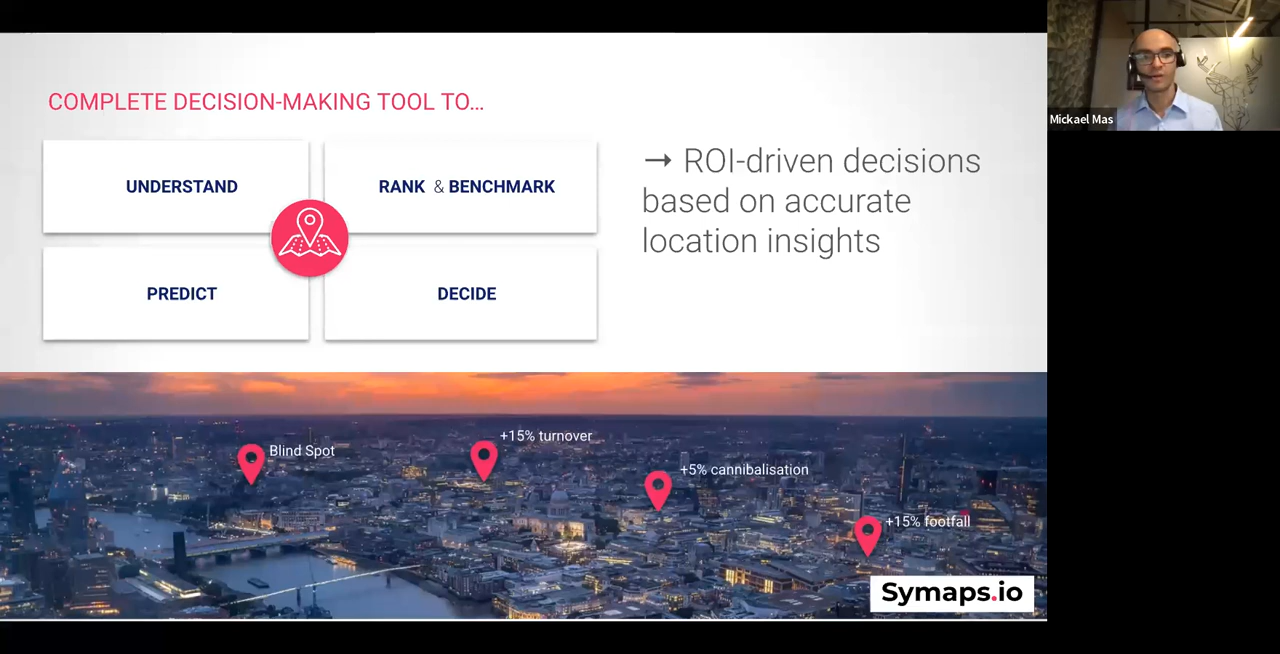 COMPLETE DECISION-MAKING TOOL TO...
UNDERSTAND
RANK & BENCHMARK
PREDICT
DECIDE
→ ROI-driven decisions
based on accurate
location insights
Mickael Mas
Blind Spot
+15% turnover
+5% cannibalisation
+15% footfall
Symaps.io